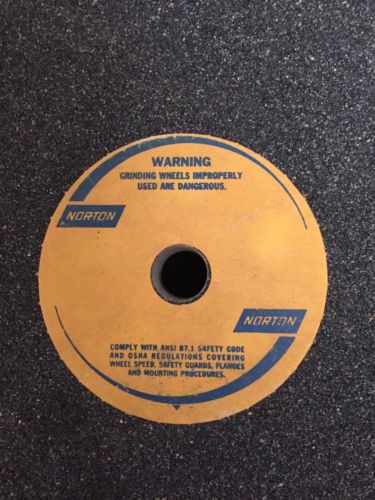 WARNING
GRINDING WHEELS IMPROPERLY
USED ARE DANGEROUS.
NORTON
NORTON
COMPLY WITH ANSI B7.1 SAFETY CODE
AND OSHA REGULATIONS COVERING
WHEEL SPEED, SAFETY GUARDS, FLANGES
AND MOUNTING PROCEDURES.